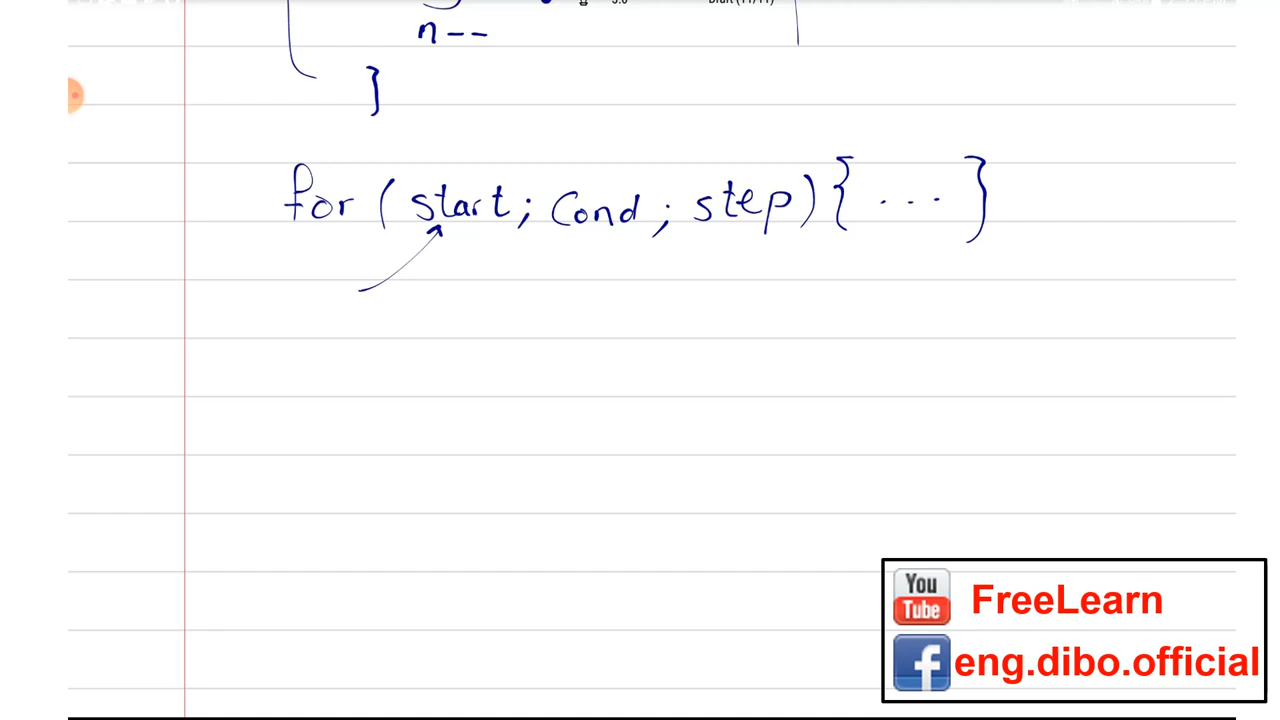 n--
}
for ( start ; cond ; step) { ... }
You
Tube
FreeLearn
eng.dibo.official